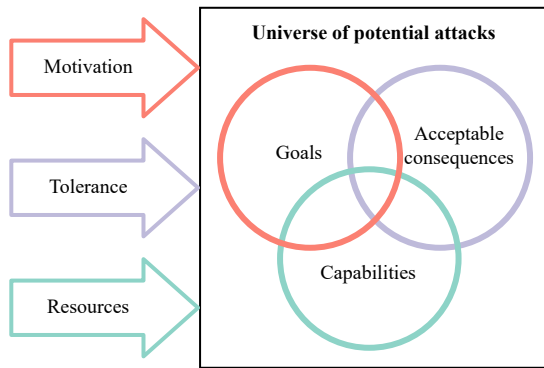 Universe of potential attacks
Motivation
Tolerance
Resources
Goals
Acceptable
consequences
Capabilities